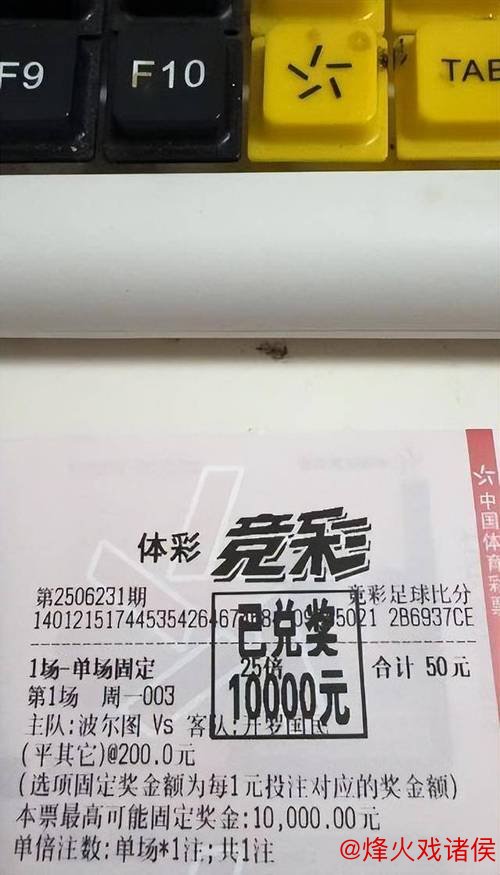 F9
F10
TAB
中国体育彩票
体彩 竞彩
第2506231期
竞彩足球比分
2B6937CE
已兑奖
10000元
1场-单场固定
25倍
合计 50元
第1场 周一003
主队:波尔图 Vs 客队:开罗国民
(平其它)@200.0元
(选项固定奖金额为每1元投注对应的奖金额)
本票最高可能固定奖金:10,000.00元
单倍注数:单场*1注;共1注
@烽火戏诸侯